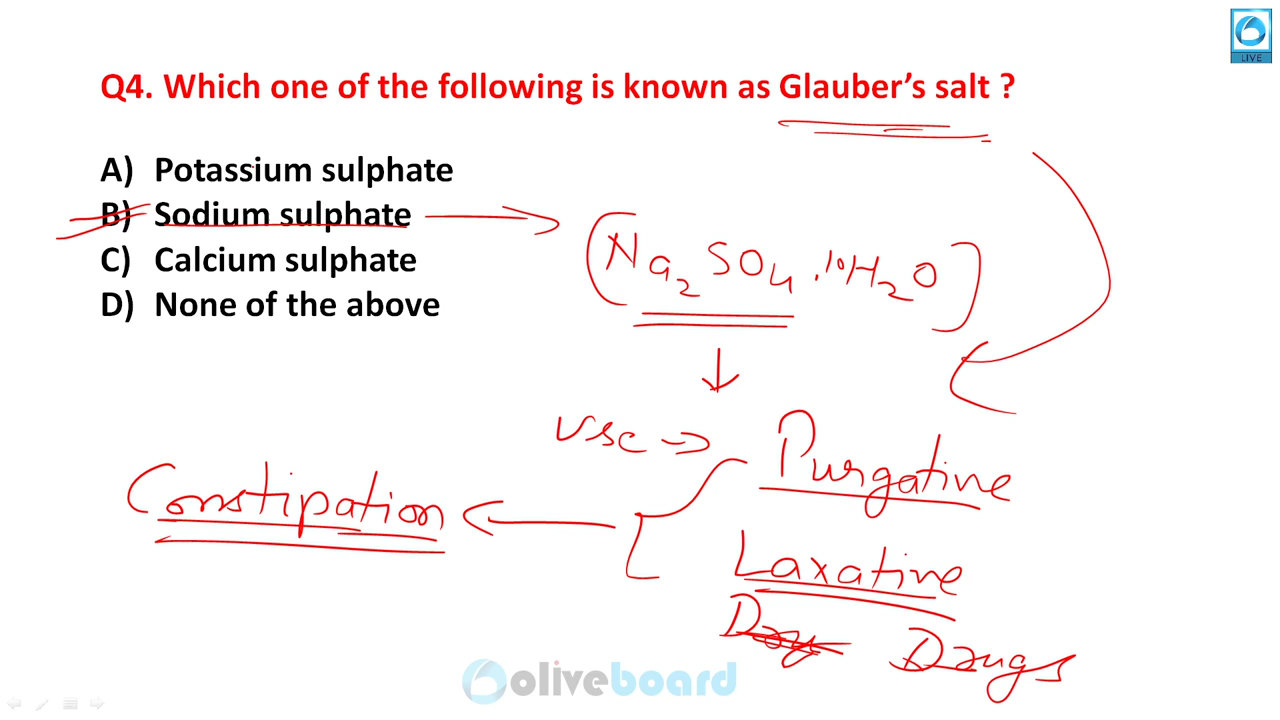 LIVE
Q4. Which one of the following is known as Glauber's salt ?
A) Potassium sulphate
B) Sodium sulphate
C) Calcium sulphate
D) None of the above
(Na2SO4.10H2O)
Use ⇒ Purgative
Constipation
Laxative
Drugs
oliveboard